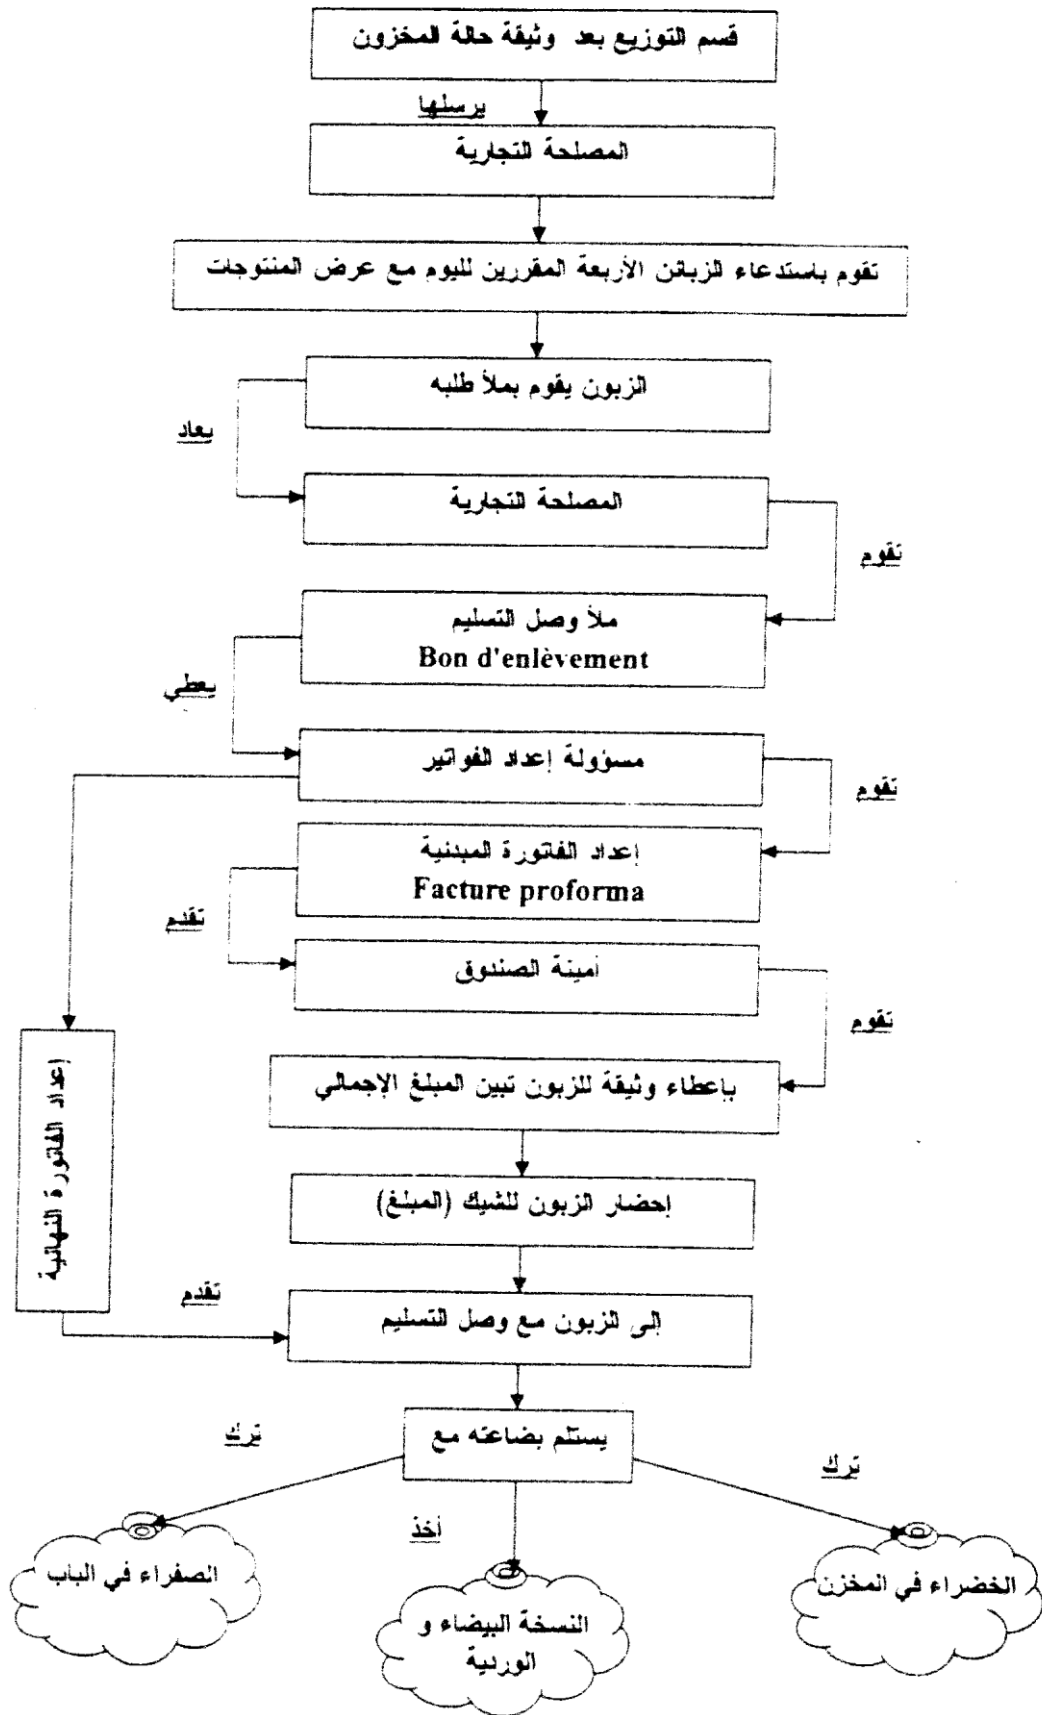 قسم التوزيع بعد وثيقة حالة المخزون
يرسلها
المصلحة التجارية
تقوم باستدعاء الزبائن الأربعة المقررين لليوم مع عرض المنتوجات
الزبون يقوم بملأ طلبه
يعاد
المصلحة التجارية
تقوم
ملأ وصل التسليم
Bon d'enlèvement
يعطي
مسؤولة إعداد الفواتير
تقوم
إعداد الفاتورة المبدئية
Facture proforma
تقدم
أمينة الصندوق
تقوم
بإعطاء وثيقة للزبون تبين المبلغ الإجمالي
إعداد الفاتورة النهائية
إحضار الزبون للشيك (المبلغ)
تقدم
إلى الزبون مع وصل التسليم
يستلم بضاعته مع
ترك
ترك
أخذ
الخضراء في المخزن
الصفراء في الباب
النسخة البيضاء و
الوردية